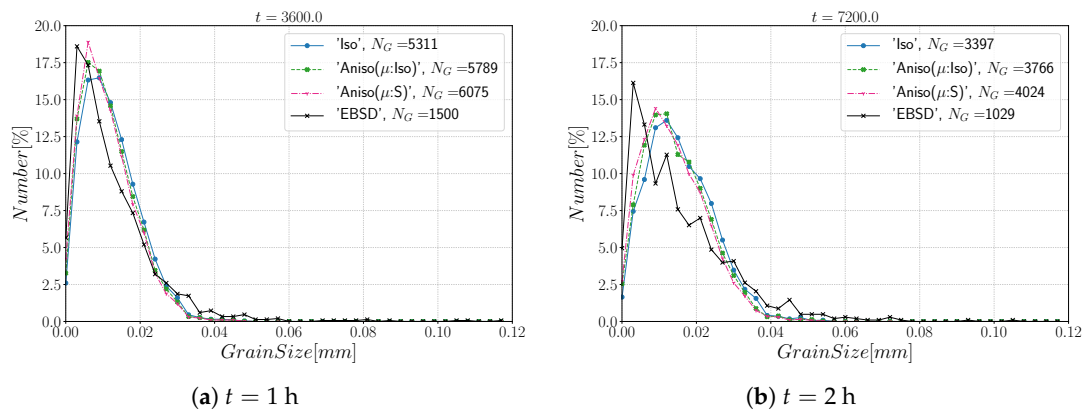 t = 3600.0
20.0
17.5
15.0
12.5
10.0
7.5
5.0
2.5
0.0
Number[%]
'Iso', N_G =5311
'Aniso(μ:Iso)', N_G =5789
'Aniso(μ:S)', N_G =6075
'EBSD', N_G =1500
0.00 0.02 0.04 0.06 0.08 0.10 0.12
GrainSize[mm]
(a) t = 1 h
t = 7200.0
20.0
17.5
15.0
12.5
10.0
7.5
5.0
2.5
0.0
Number[%]
'Iso', N_G =3397
'Aniso(μ:Iso)', N_G =3766
'Aniso(μ:S)', N_G =4024
'EBSD', N_G =1029
0.00 0.02 0.04 0.06 0.08 0.10 0.12
GrainSize[mm]
(b) t = 2 h